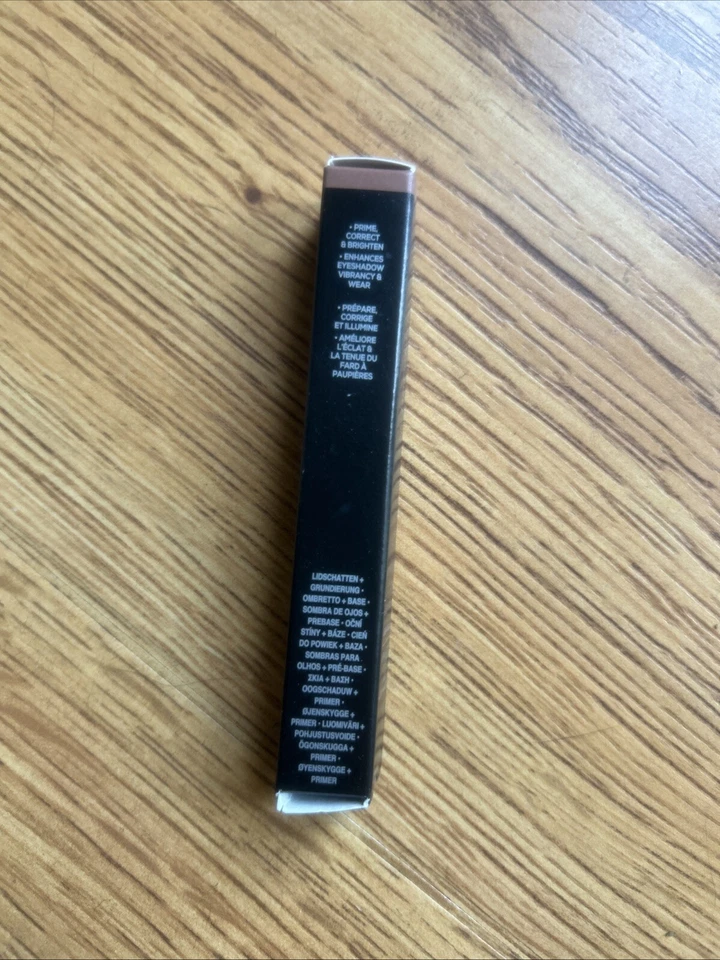 • PRIME,
CORRECT
& BRIGHTEN
• ENHANCES
EYESHADOW
VIBRANCY &
WEAR
• PRÉPARE,
CORRIGE
ET ILLUMINE
• AMÉLIORE
L'ÉCLAT &
LA TENUE DU
FARD À
PAUPIÈRES
LIDSCHATTEN +
GRUNDIERUNG •
OMBRETTO + BASE •
SOMBRA DE OJOS +
PREBASE • OČNÍ
STÍNY + BÁZE • CIEŃ
DO POWIEK + BAZA •
SOMBRAS PARA
OLHOS + PRÉ-BASE •
ΣΚΙΑ + ΒΑΣΗ •
OOGSCHADUW +
PRIMER •
ØJENSKYGGE +
PRIMER • LUOMIVÄRI +
POHJUSTUSVOIDE •
ÖGONSKUGGA +
PRIMER •
ØYENSKYGGE +
PRIMER